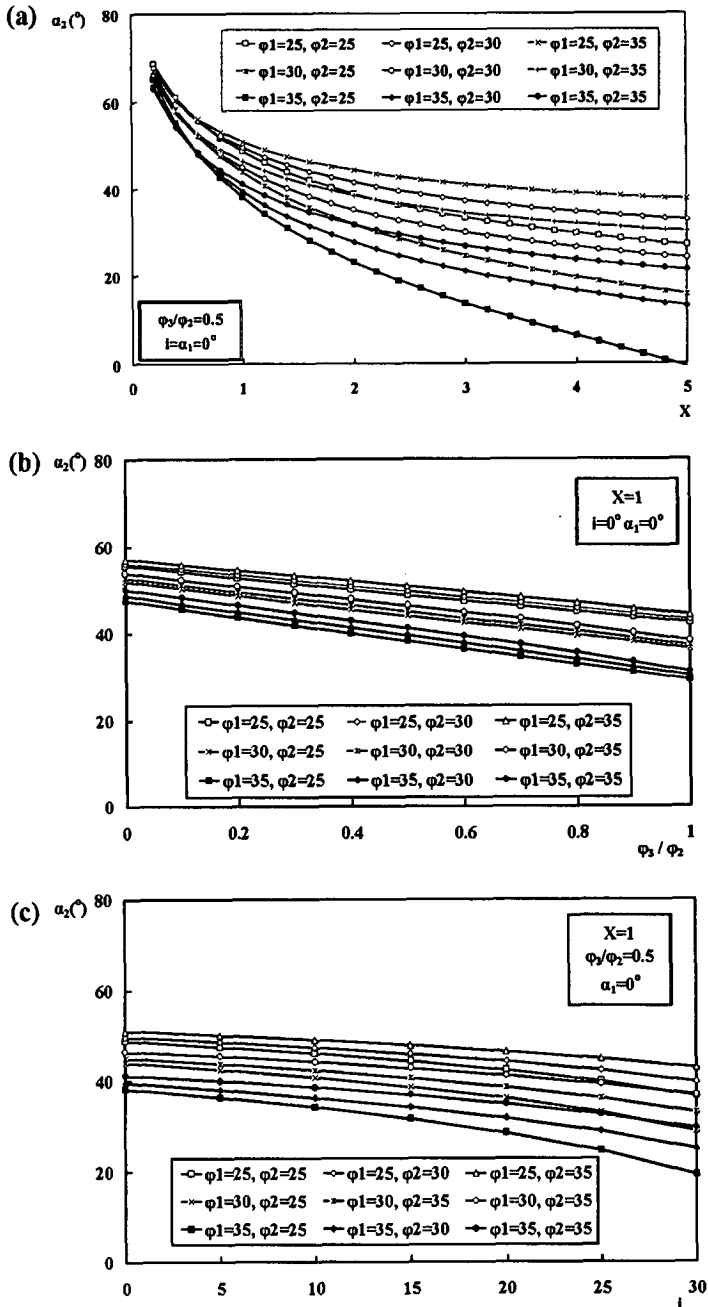 (a) α₂(°)
80
60
40
20
0
φ1=25, φ2=25 φ1=25, φ2=30 φ1=25, φ2=35
φ1=30, φ2=25 φ1=30, φ2=30 φ1=30, φ2=35
φ1=35, φ2=25 φ1=35, φ2=30 φ1=35, φ2=35
φ₃/φ₂=0.5
i=α₁=0°
0 1 2 3 4 5
X
(b) α₂(°)
80
60
40
20
0
X=1
i=0° α₁=0°
φ1=25, φ2=25 φ1=25, φ2=30 φ1=25, φ2=35
φ1=30, φ2=25 φ1=30, φ2=30 φ1=30, φ2=35
φ1=35, φ2=25 φ1=35, φ2=30 φ1=35, φ2=35
0 0.2 0.4 0.6 0.8 1
φ₃ / φ₂
(c) α₂(°)
80
60
40
20
0
X=1
φ₃/φ₂=0.5
α₁=0°
φ1=25, φ2=25 φ1=25, φ2=30 φ1=25, φ2=35
φ1=30, φ2=25 φ1=30, φ2=35 φ1=30, φ2=35
φ1=35, φ2=25 φ1=35, φ2=30 φ1=35, φ2=35
0 5 10 15 20 25 30
i